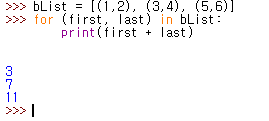 >>> bList = [(1,2), (3,4), (5,6)]
>>> for (first, last) in bList:
        print(first + last)
3
7
11
>>>